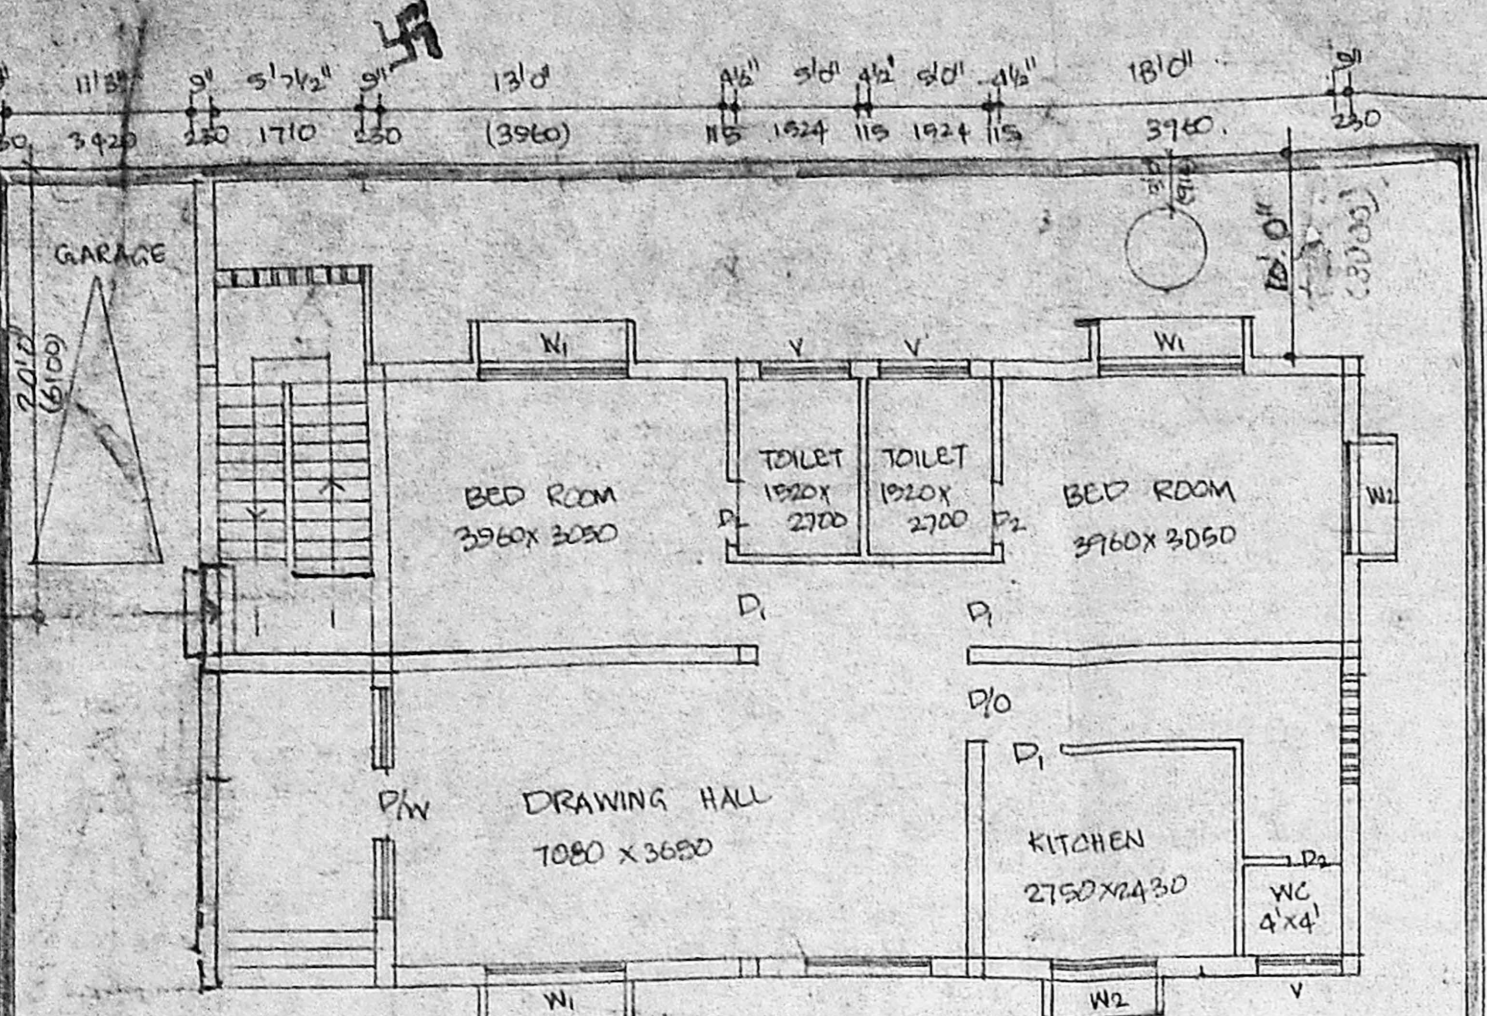 11'3" 9" 5'7½" 9" 13'0" 4½" 5'0" 4½" 5'0" 4½" 13'0" 9"
3420 230 1710 230 (3960) 115 1524 115 1524 115 3960. 230
GARAGE
10'.0"
(3000)
20'0"
(6100)
W1 V V W1
TOILET TOILET
1520X 1520X
2700 2700
BED ROOM BED ROOM W2
3960X 3050 3960X 3050
D2 D2
D1 D1
D/O
D1
D/W DRAWING HALL
7080 X 3650
KITCHEN
2750X2430
D2
WC
4'X4'
W1 W2 V